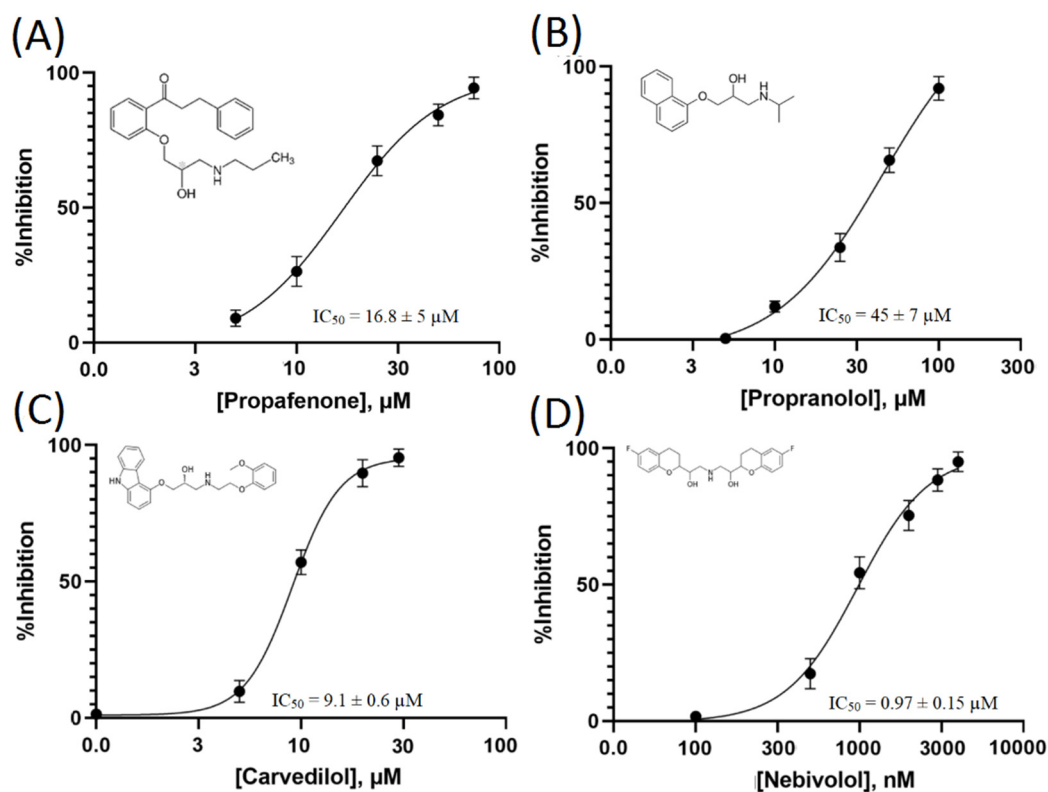 (A)
100
50
0
%Inhibition
O
O
OH
N
H
CH₃
IC₅₀ = 16.8 ± 5 µM
0.0 3 10 30 100
[Propafenone], µM
(B)
100
50
0
%Inhibition
O
OH
H
N
IC₅₀ = 45 ± 7 µM
0.0 3 10 30 100 300
[Propranolol], µM
(C)
100
50
0
%Inhibition
HN
O
OH
N
H
O
O
IC₅₀ = 9.1 ± 0.6 µM
0.0 3 10 30 100
[Carvedilol], µM
(D)
100
50
0
%Inhibition
F
O
OH
N
H
OH
O
F
IC₅₀ = 0.97 ± 0.15 µM
0.0 100 300 1000 3000 10000
[Nebivolol], nM